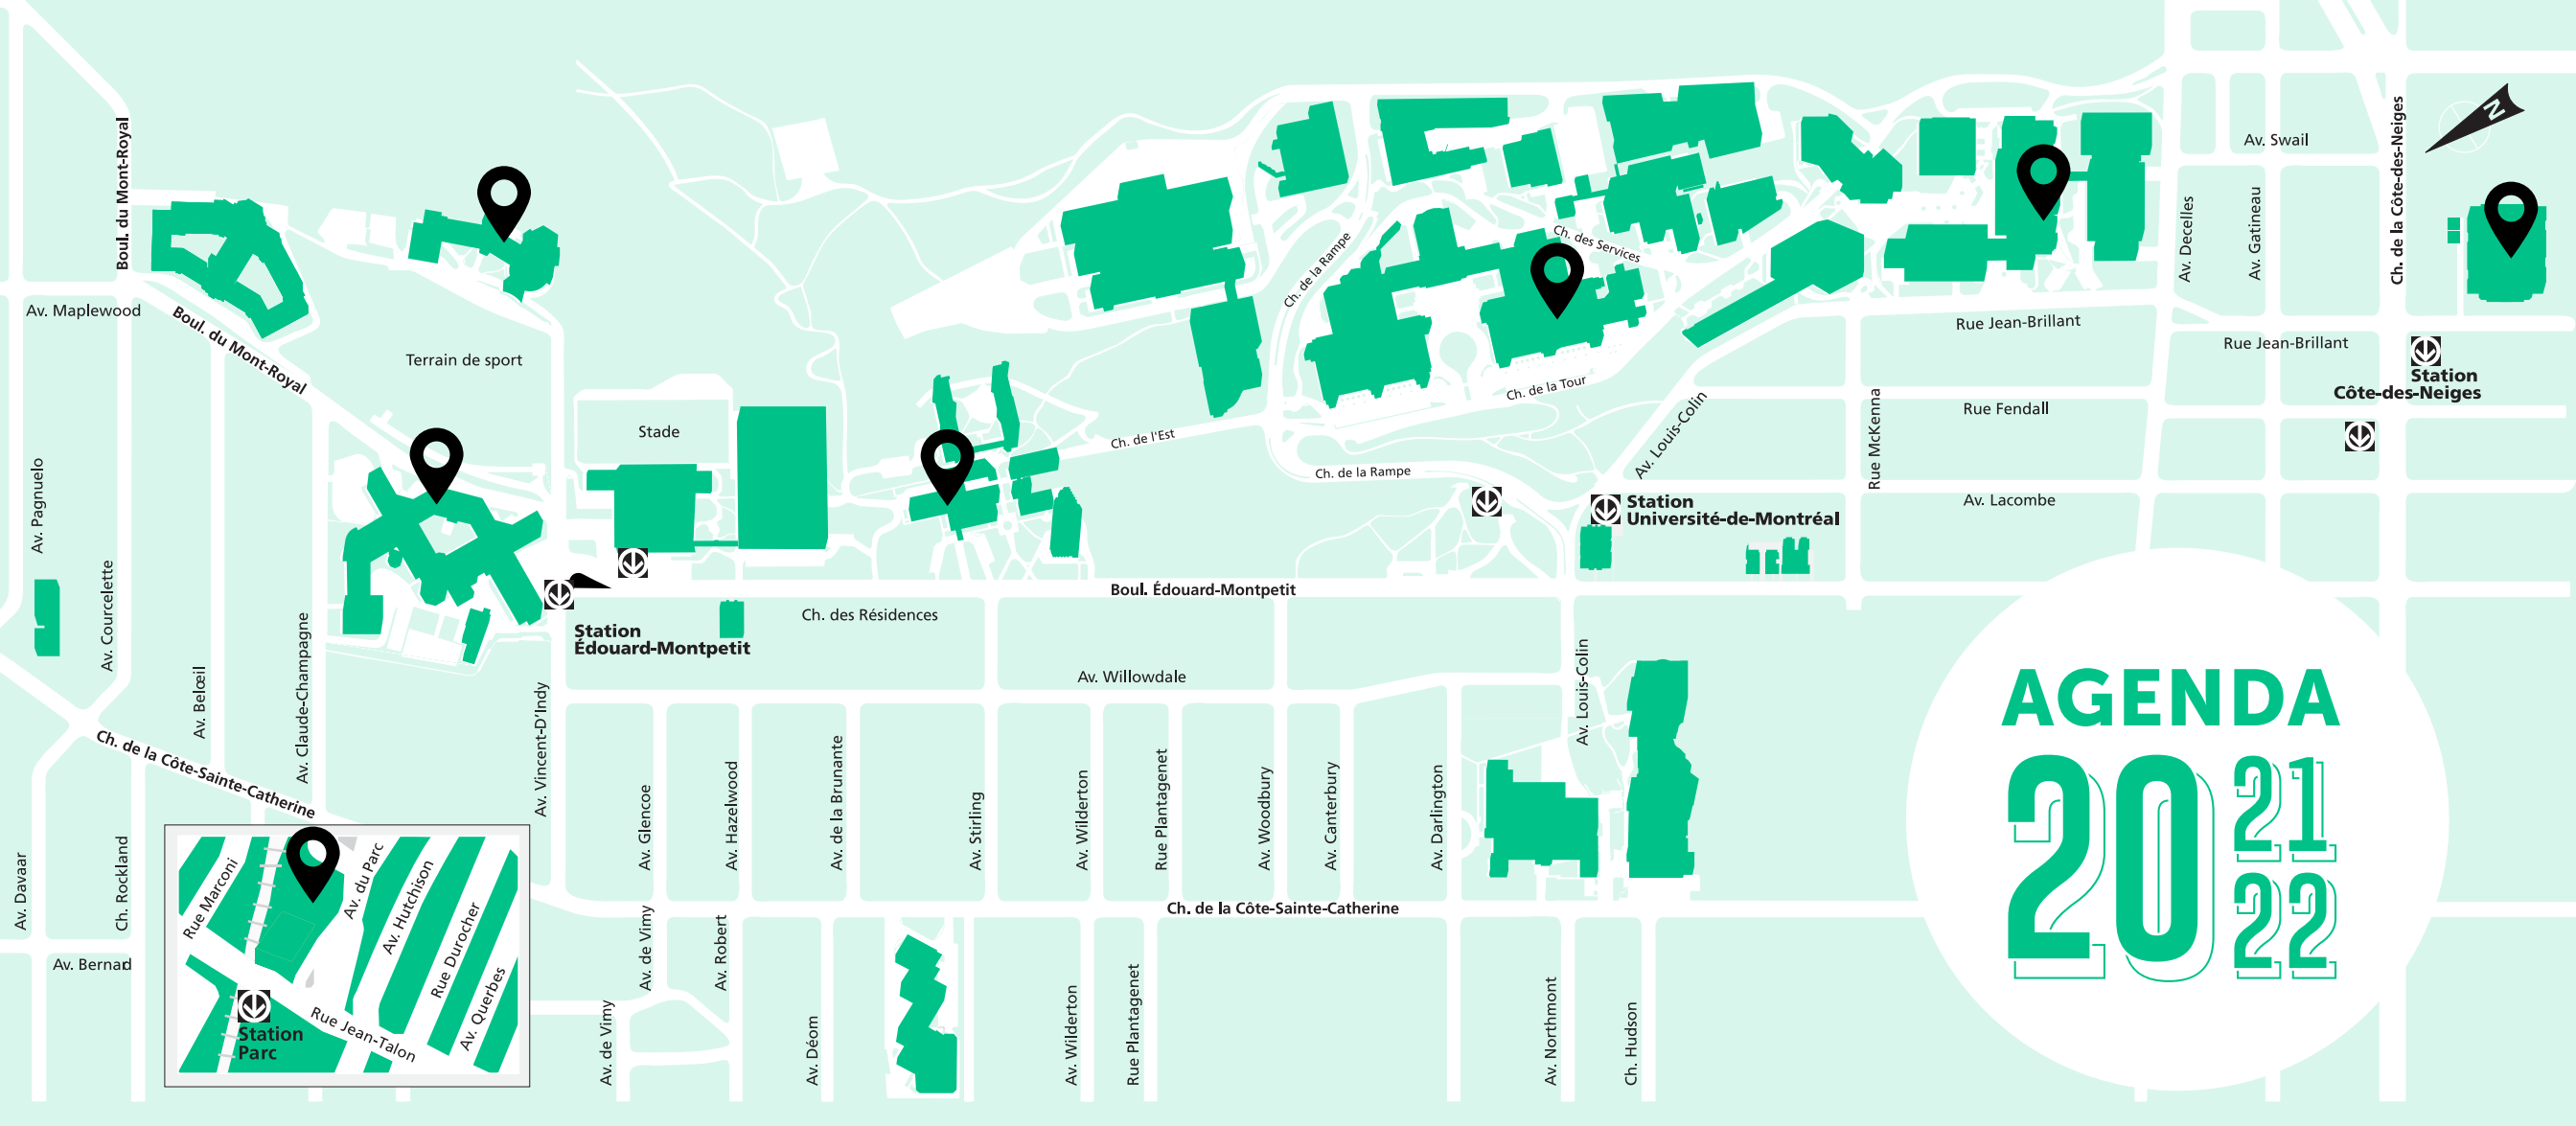 Boul. du Mont-Royal
Av. Maplewood
Boul. du Mont-Royal
Terrain de sport
Stade
Av. Pagnuelo
Av. Courcelette
Av. Belœil
Av. Claude-Champagne
Av. Vincent-D'Indy
Station
Édouard-Montpetit
Ch. des Résidences
Boul. Édouard-Montpetit
Ch. de l'Est
Ch. de la Rampe
Ch. de la Rampe
Ch. des Services
Ch. de la Tour
Av. Louis-Colin
Station
Université-de-Montréal
Rue McKenna
Rue Jean-Brillant
Rue Fendall
Av. Lacombe
Av. Decelles
Av. Gatineau
Av. Swail
Ch. de la Côte-des-Neiges
N
Rue Jean-Brillant
Station
Côte-des-Neiges
Av. Willowdale
Av. Louis-Colin
Ch. de la Côte-Sainte-Catherine
Av. Davaar
Ch. Rockland
Av. Bernard
Av. Glencoe
Av. Hazelwood
Av. de la Brunante
Av. Stirling
Av. Wilderton
Rue Plantagenet
Av. Woodbury
Av. Canterbury
Av. Darlington
Ch. de la Côte-Sainte-Catherine
Av. de Vimy
Av. Robert
Av. de Vimy
Av. Déom
Av. Wilderton
Rue Plantagenet
Av. Northmont
Ch. Hudson
Rue Marconi
Av. du Parc
Av. Hutchison
Rue Durocher
Av. Querbes
Rue Jean-Talon
Station
Parc
AGENDA
20 21
22